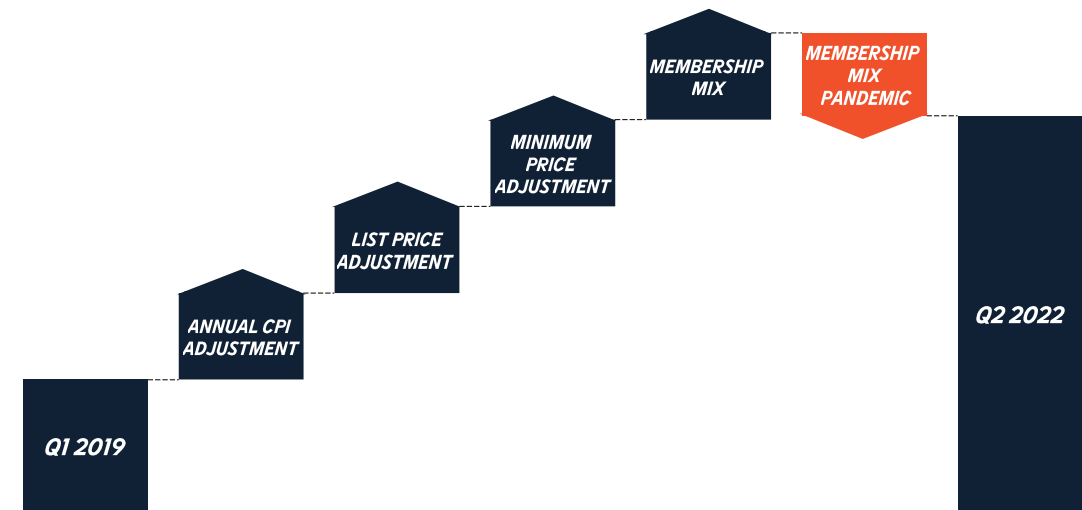 Q1 2019
ANNUAL CPI
ADJUSTMENT
LIST PRICE
ADJUSTMENT
MINIMUM
PRICE
ADJUSTMENT
MEMBERSHIP
MIX
MEMBERSHIP
MIX
PANDEMIC
Q2 2022